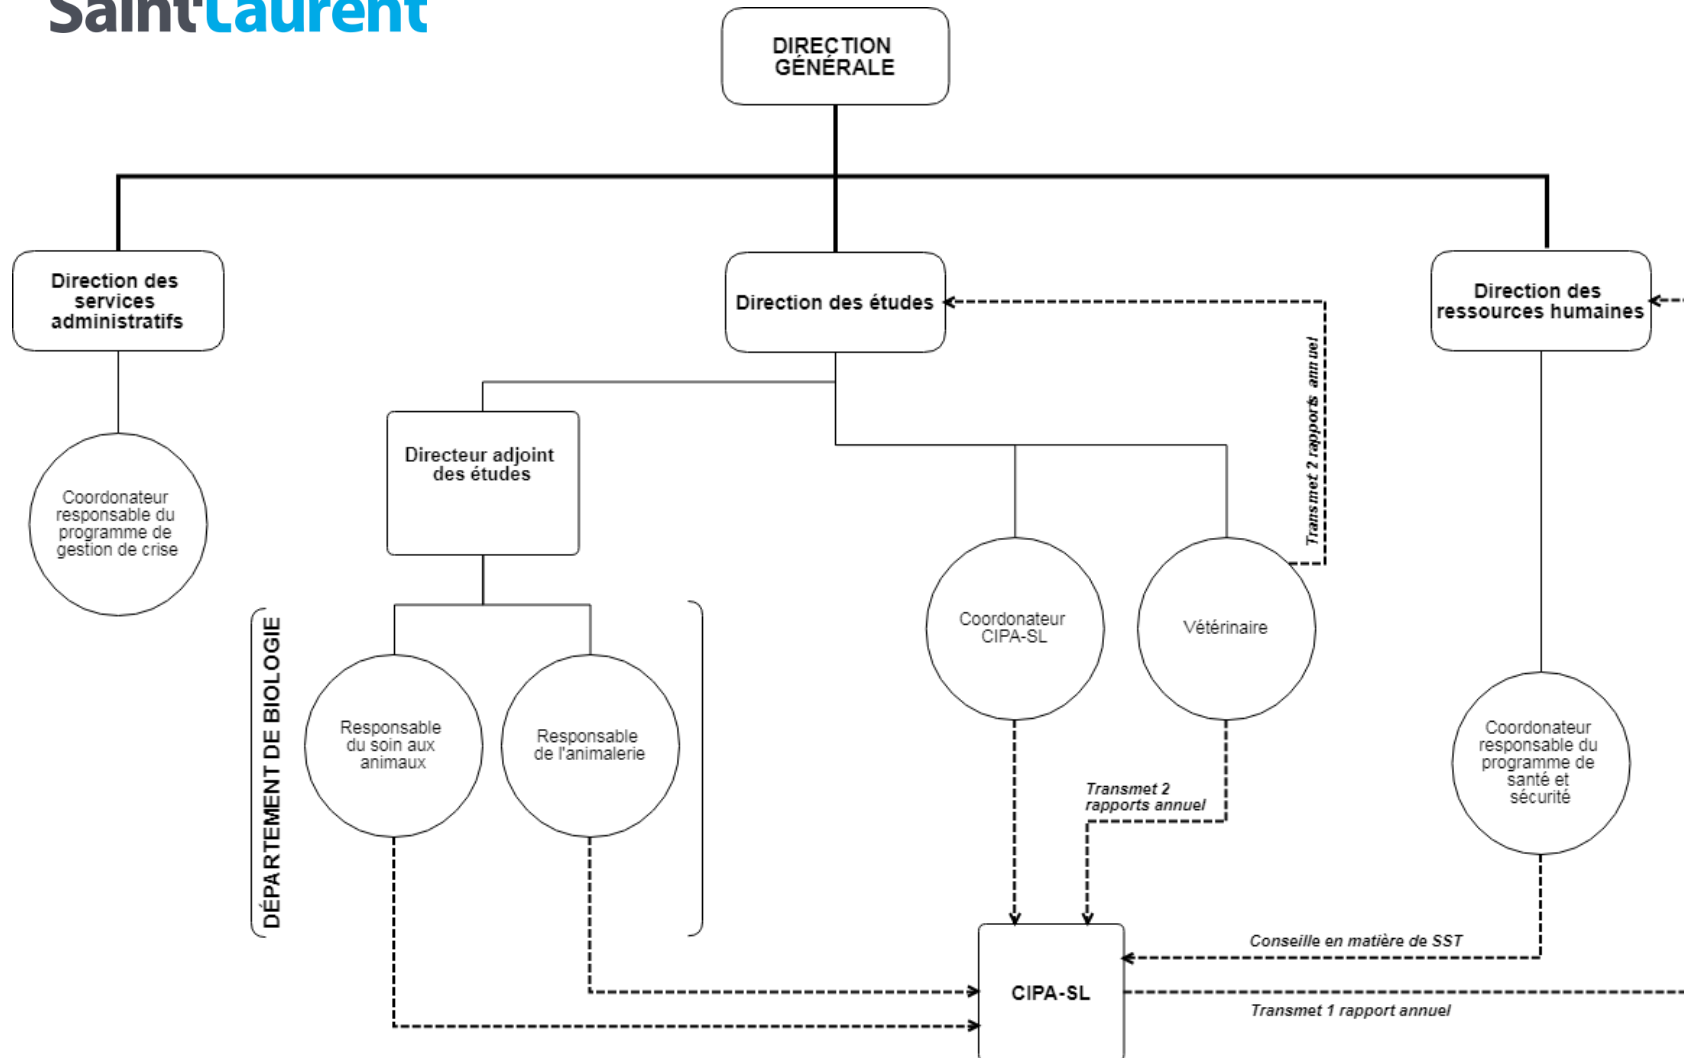 Saint-Laurent
DIRECTION
GÉNÉRALE
Direction des
services
administratifs
Direction des études
Direction des
ressources humaines
Transmet 2 rapports annuel
Directeur adjoint
des études
Coordonateur
responsable du
programme de
gestion de crise
DÉPARTEMENT DE BIOLOGIE
Coordonateur
CIPA-SL
Vétérinaire
Responsable
du soin aux
animaux
Responsable
de l'animalerie
Coordonateur
responsable du
programme de
santé et
sécurité
Transmet 2
rapports annuel
Conseille en matière de SST
CIPA-SL
Transmet 1 rapport annuel